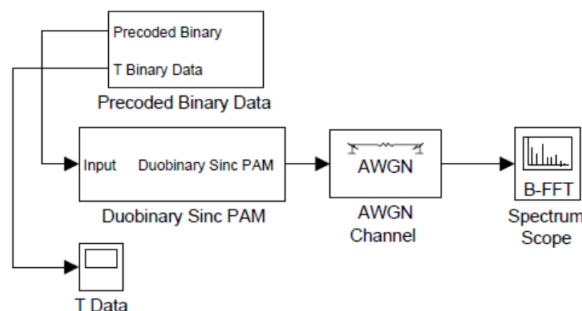 Precoded Binary
T Binary Data
Precoded Binary Data
Input Duobinary Sinc PAM
Duobinary Sinc PAM
AWGN
AWGN
Channel
B-FFT
Spectrum
Scope
T Data